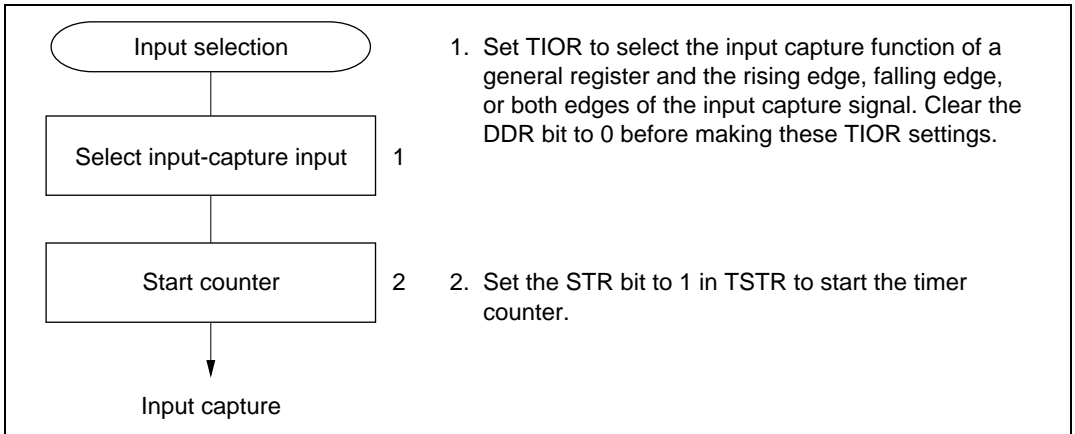 Input selection
1. Set TIOR to select the input capture function of a
general register and the rising edge, falling edge,
or both edges of the input capture signal. Clear the
DDR bit to 0 before making these TIOR settings.
Select input-capture input 1
Start counter 2
2. Set the STR bit to 1 in TSTR to start the timer
counter.
Input capture